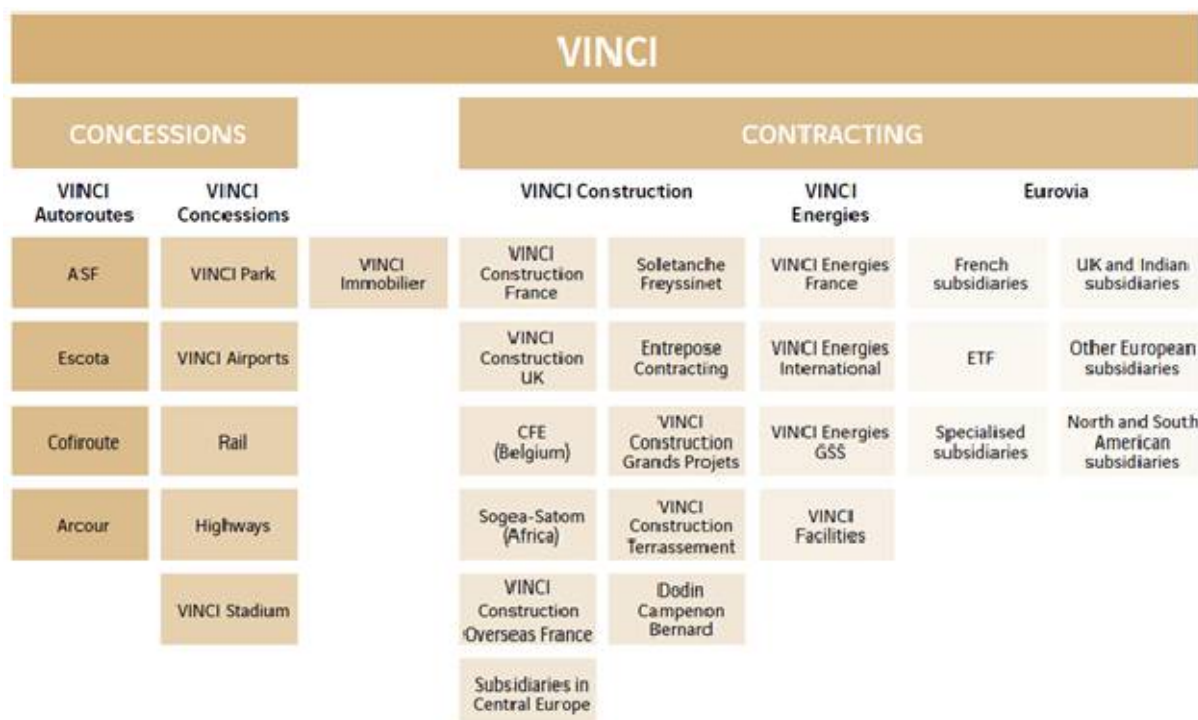 VINCI
CONCESSIONS
CONTRACTING
VINCI
Autoroutes
VINCI
Concessions
VINCI Construction
VINCI
Energies
Eurovia
ASF
VINCI Park
VINCI
Immobilier
VINCI
Construction
France
Soletanche
Freyssinet
VINCI Energies
France
French
subsidiaries
UK and Indian
subsidiaries
Escota
VINCI Airports
VINCI
Construction
UK
Entrepose
Contracting
VINCI Energies
International
ETF
Other European
subsidiaries
Cofiroute
Rail
CFE
(Belgium)
VINCI
Construction
Grands Projets
VINCI Energies
GSS
Specialised
subsidiaries
North and South
American
subsidiaries
Arcour
Highways
Sogea-Satom
(Africa)
VINCI
Construction
Terrassement
VINCI
Facilities
VINCI Stadium
VINCI
Construction
Overseas France
Dodin
Campenon
Bernard
Subsidiaries in
Central Europe